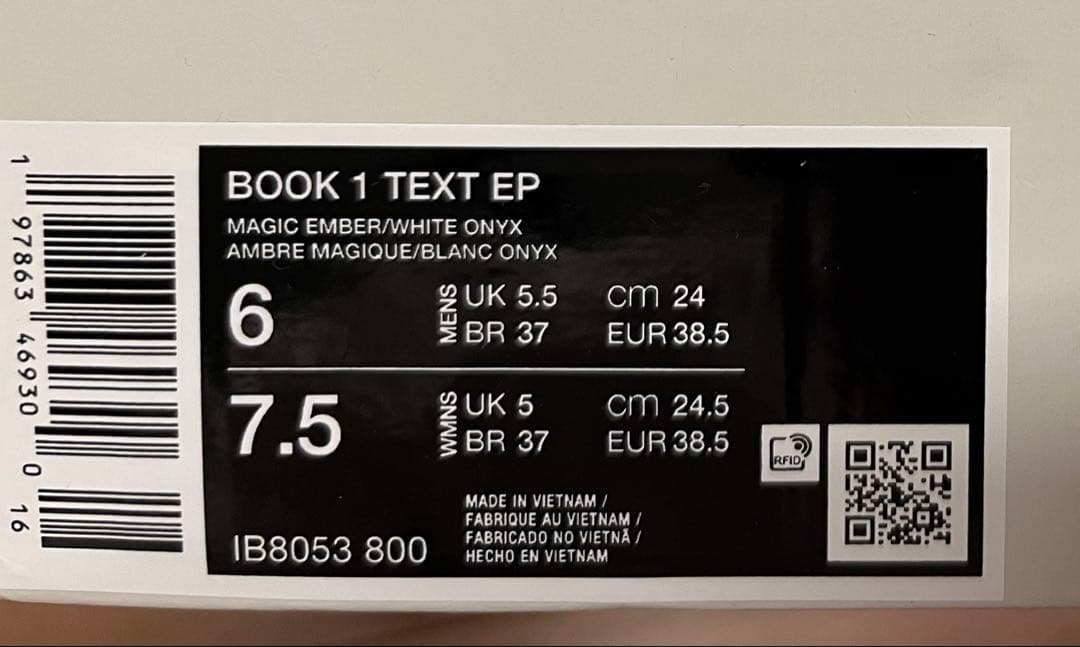 BOOK 1 TEXT EP
MAGIC EMBER/WHITE ONYX
AMBRE MAGIQUE/BLANC ONYX
6
MENS
UK 5.5 cm 24
BR 37 EUR 38.5
7.5
WMNS
UK 5 cm 24.5
BR 37 EUR 38.5
IB8053 800
MADE IN VIETNAM /
FABRIQUE AU VIETNAM /
FABRICADO NO VIETNÃ /
HECHO EN VIETNAM
RFID
1 97863 46930 0 16